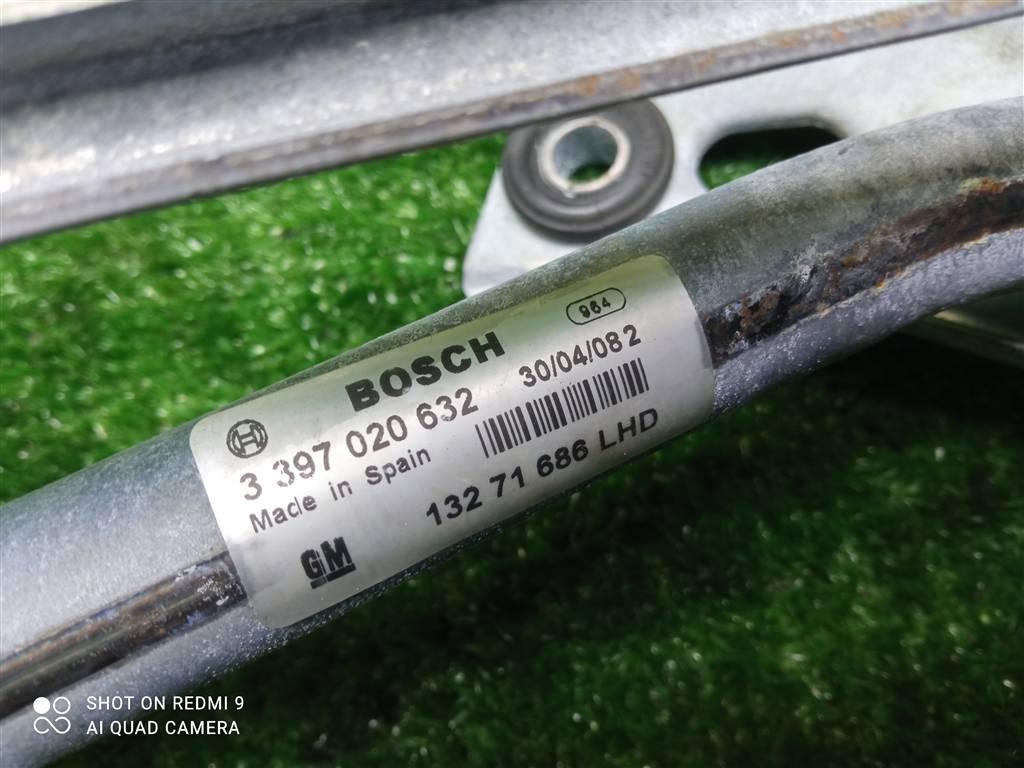 964
BOSCH
30/04/082
3 397 020 632
Made in Spain
132 71 686 LHD
GM
SHOT ON REDMI 9
AI QUAD CAMERA